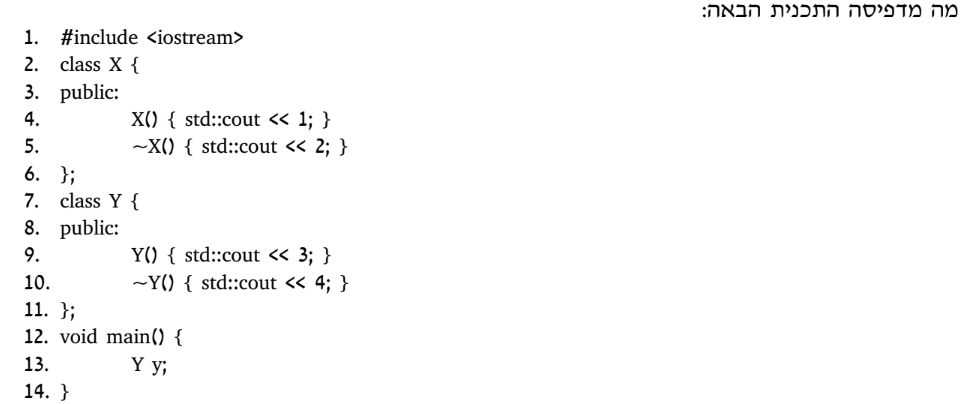 מה מדפיסה התכנית הבאה:
1. #include <iostream>
2. class X {
3. public:
4. X() { std::cout << 1; }
5. ~X() { std::cout << 2; }
6. };
7. class Y {
8. public:
9. Y() { std::cout << 3; }
10. ~Y() { std::cout << 4; }
11. };
12. void main() {
13. Y y;
14. }